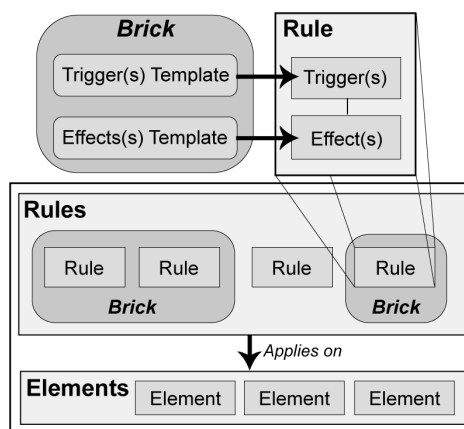 Brick
Rule
Trigger(s) Template
Trigger(s)
Effects(s) Template
Effect(s)
Rules
Rule
Rule
Rule
Rule
Brick
Brick
Applies on
Elements
Element
Element
Element